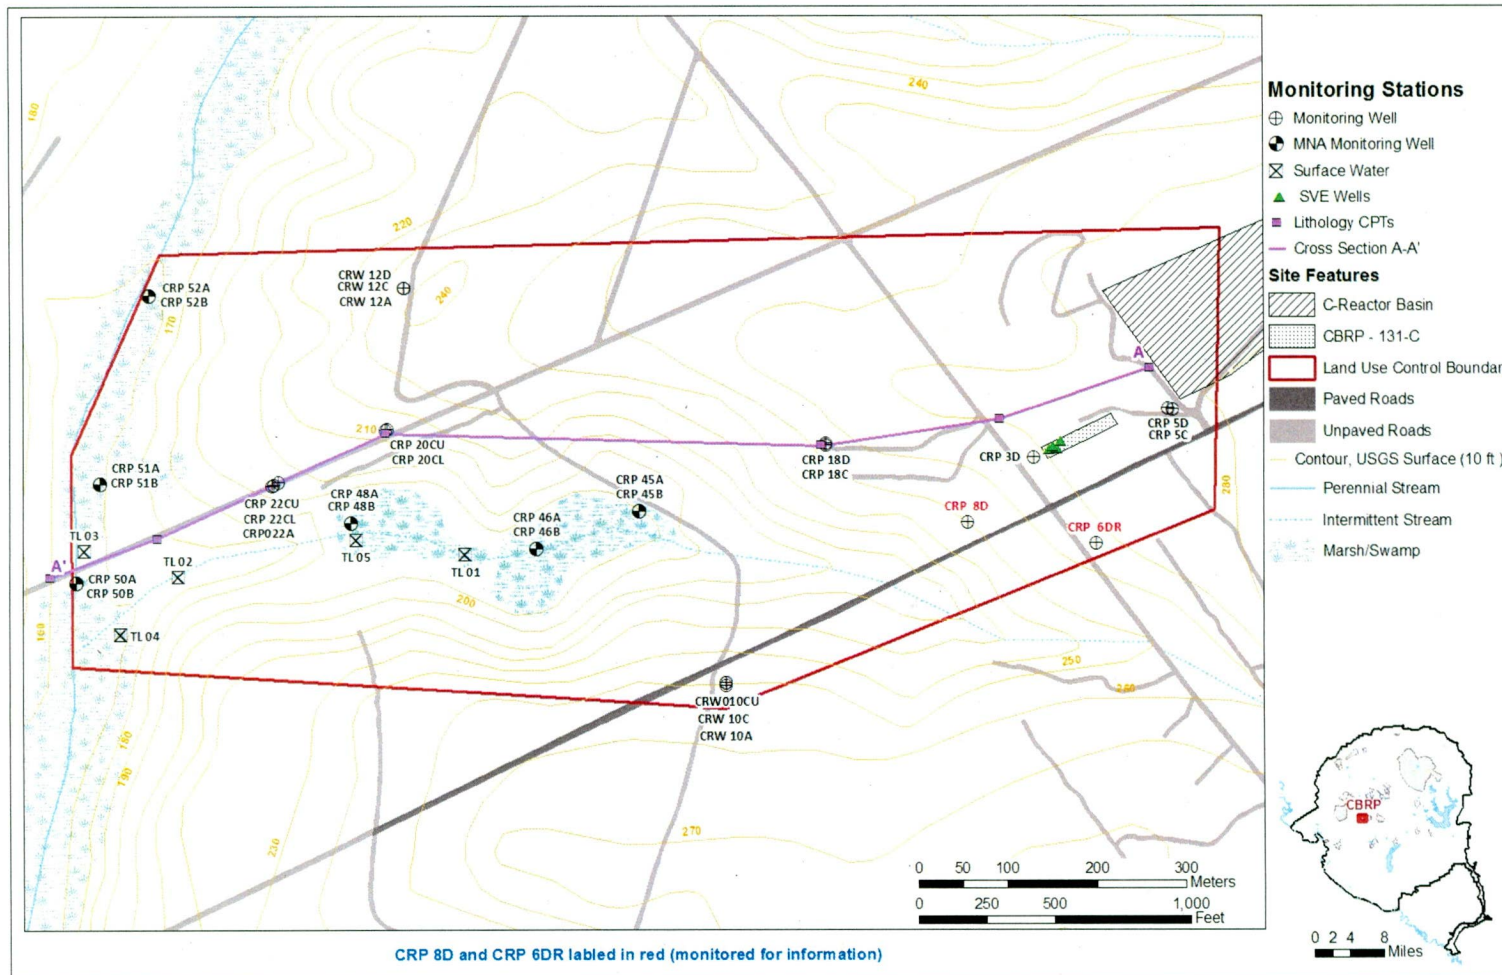 180
240
220
CRW 12D
CRW 12C
CRW 12A
240
CRP 52A
CRP 52B
170
A
210
CRP 20CU
CRP 20CL
CRP 5D
CRP 5C
CRP 18D
CRP 18C
CRP 3D
CRP 51A
CRP 51B
CRP 22CU
CRP 22CL
CRP022A
CRP 48A
CRP 48B
CRP 45A
CRP 45B
CRP 46A
CRP 46B
CRP 8D
CRP 6DR
280
TL 03
TL 02
TL 05
TL 01
A'
CRP 50A
CRP 50B
200
160
TL 04
250
260
CRW010CU
CRW 10C
CRW 10A
180
190
230
270
0 50 100 200 300
Meters
0 250 500 1,000
Feet
Monitoring Stations
Monitoring Well
MNA Monitoring Well
Surface Water
SVE Wells
Lithology CPTs
Cross Section A-A'
Site Features
C-Reactor Basin
CBRP - 131-C
Land Use Control Boundar
Paved Roads
Unpaved Roads
Contour, USGS Surface (10 ft )
Perennial Stream
Intermittent Stream
Marsh/Swamp
CBRP
0 2 4 8
Miles
CRP 8D and CRP 6DR labled in red (monitored for information)